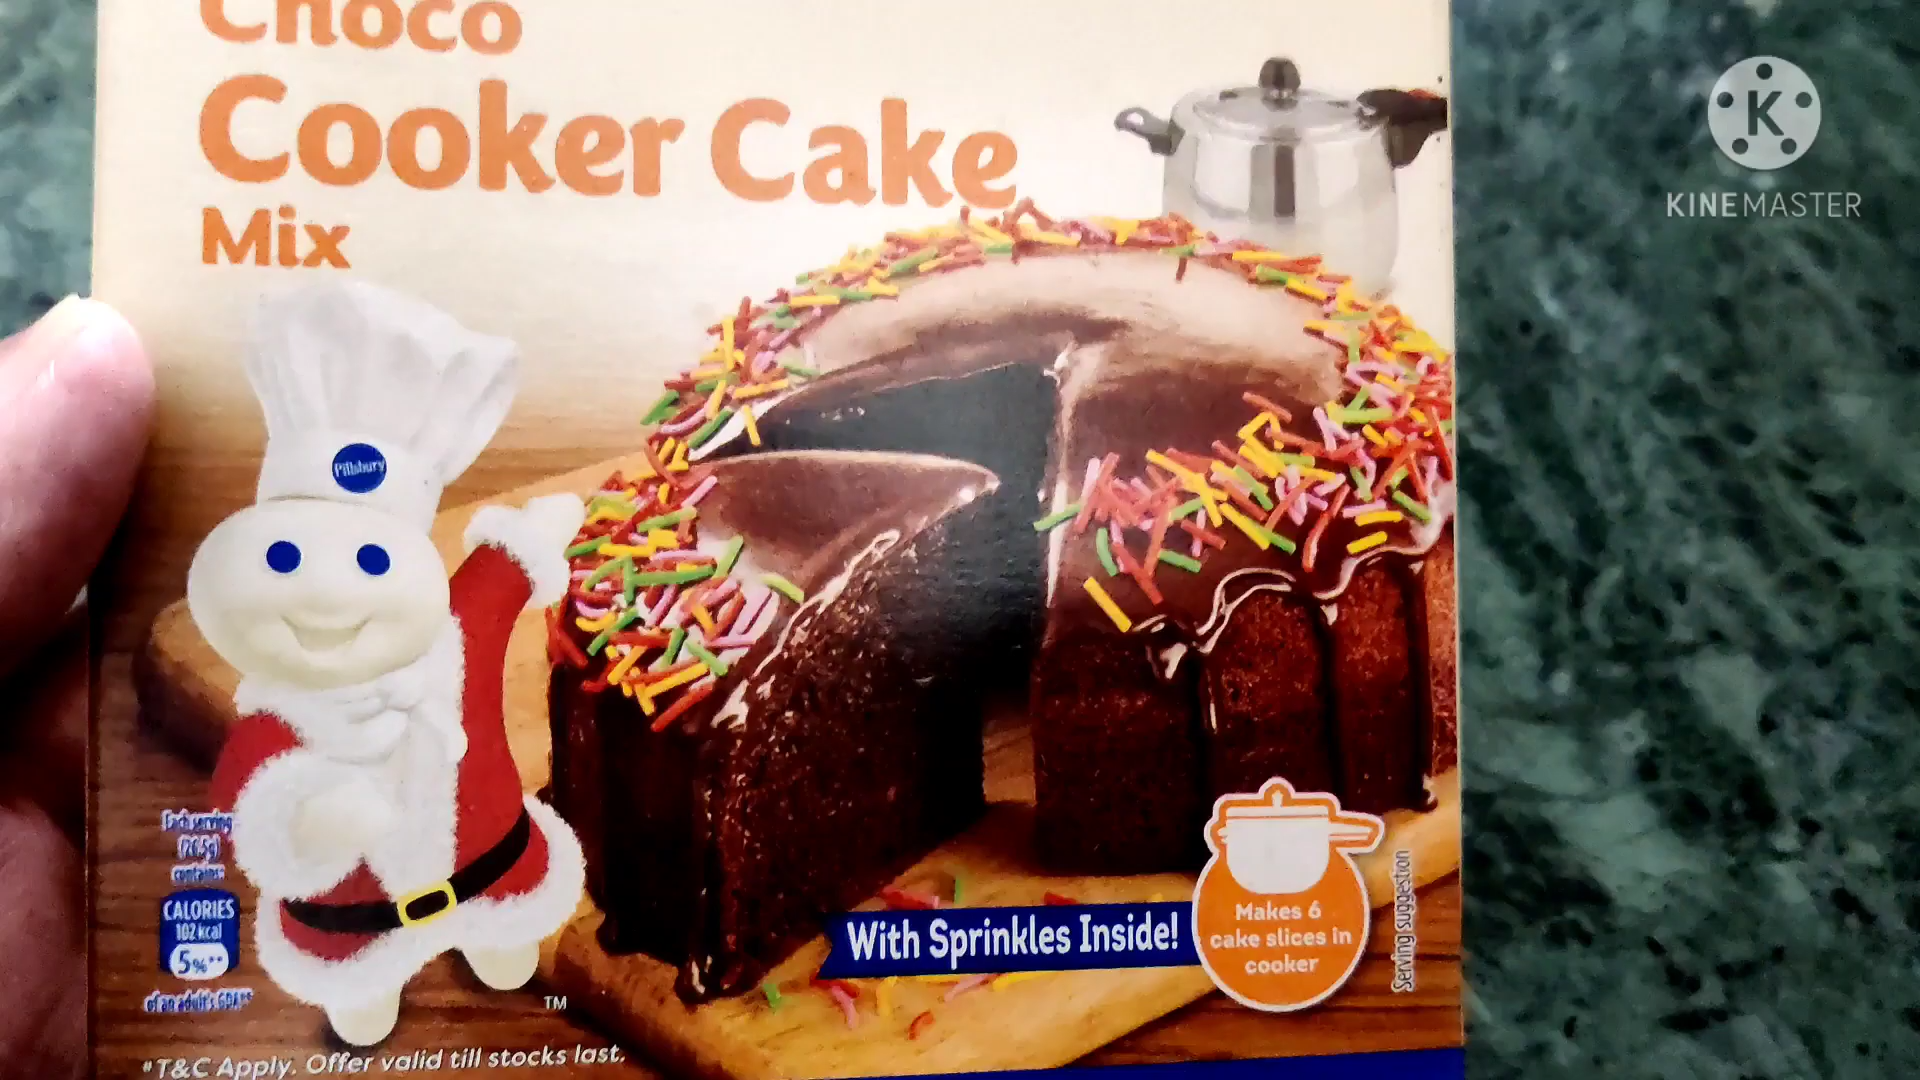 Choco
Cooker Cake
Mix
K
KINEMASTER
Pillsbury
Each serving
(26.5g)
contains:
CALORIES
102 kcal
5%**
of an adult's GDA**
With Sprinkles Inside!
Makes 6
cake slices in
cooker
Serving suggestion
TM
#T&C Apply. Offer valid till stocks last.